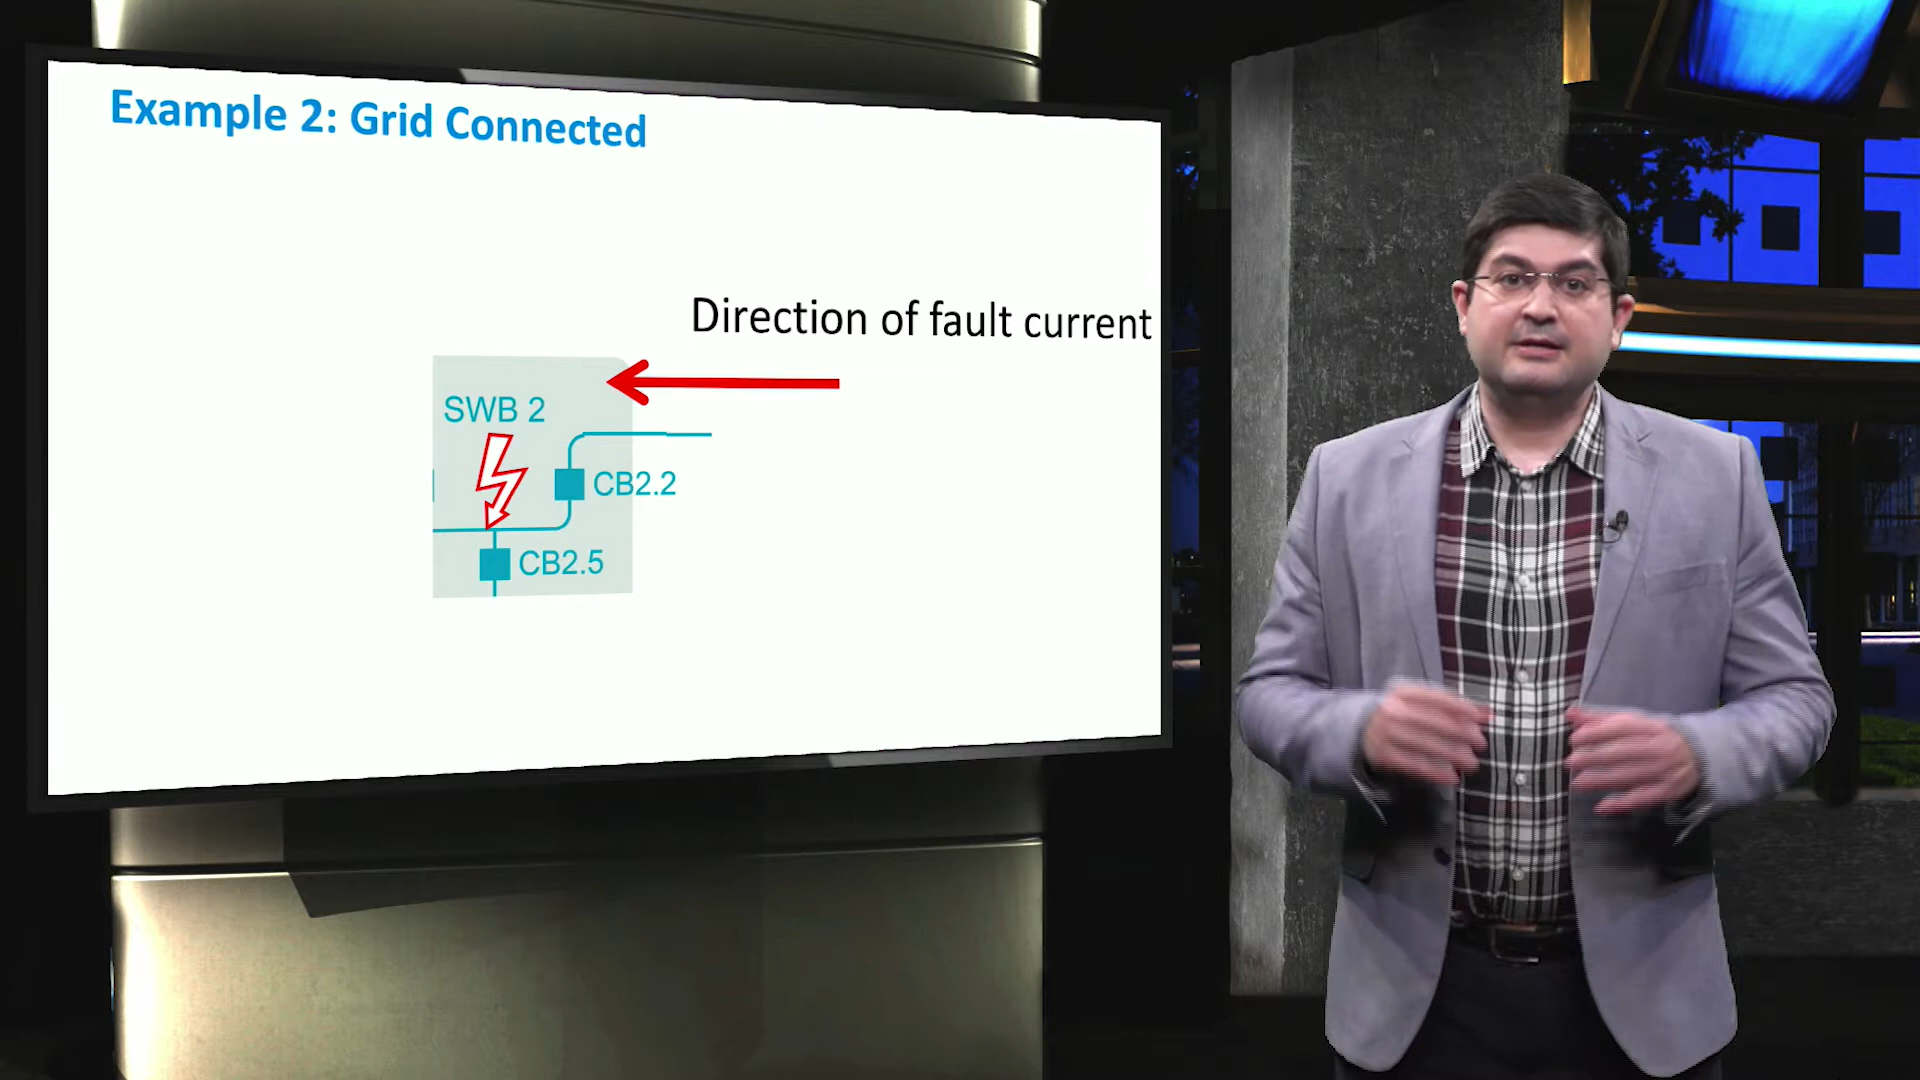 Example 2: Grid Connected
Direction of fault current
SWB 2
CB2.2
CB2.5